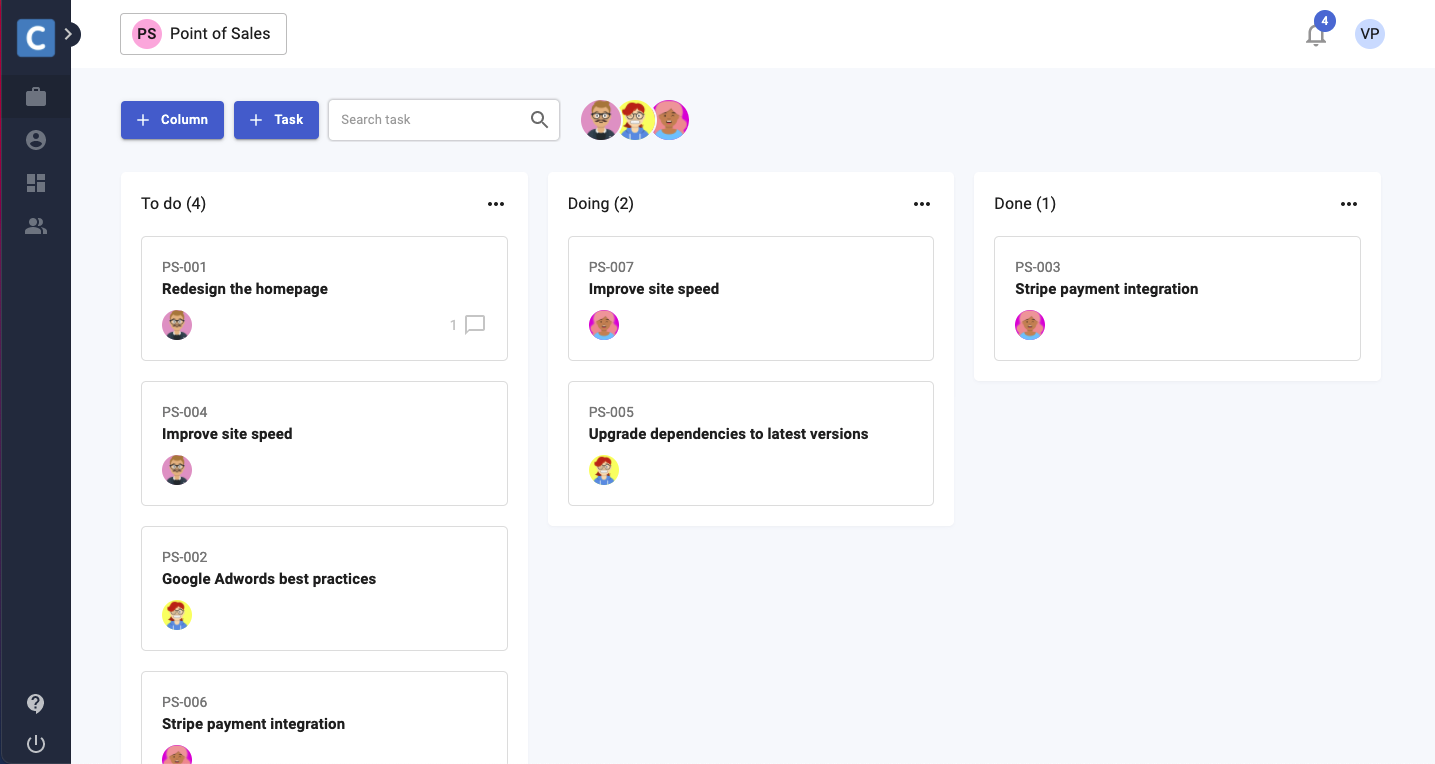 C
PS Point of Sales
4
VP
+ Column
+ Task
Search task
To do (4)
PS-001
Redesign the homepage
1
PS-004
Improve site speed
PS-002
Google Adwords best practices
PS-006
Stripe payment integration
Doing (2)
PS-007
Improve site speed
PS-005
Upgrade dependencies to latest versions
Done (1)
PS-003
Stripe payment integration